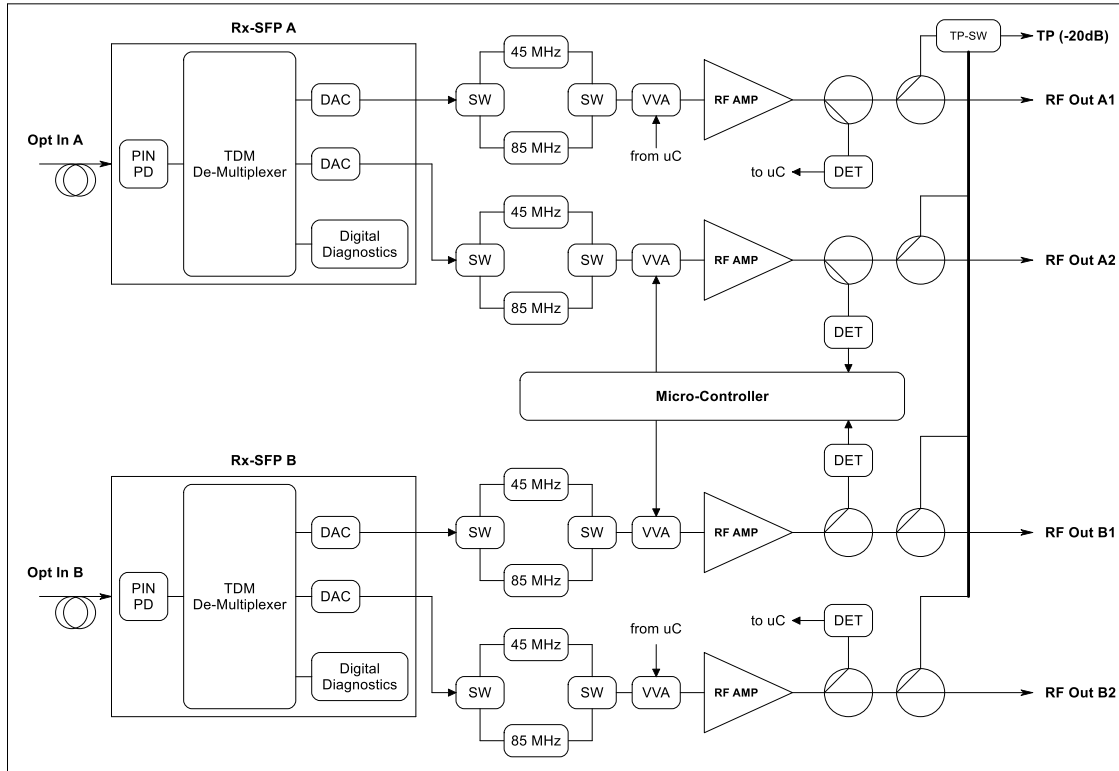 Rx-SFP A
TP-SW
TP (-20dB)
45 MHz
DAC
SW
SW
VVA
RF AMP
RF Out A1
Opt In A
85 MHz
from uC
PIN
PD
TDM
De-Multiplexer
DAC
to uC
DET
45 MHz
Digital
Diagnostics
SW
SW
VVA
RF AMP
RF Out A2
85 MHz
DET
Micro-Controller
Rx-SFP B
DET
45 MHz
DAC
SW
SW
VVA
RF AMP
RF Out B1
Opt In B
85 MHz
PIN
PD
TDM
De-Multiplexer
DAC
from uC
to uC
DET
45 MHz
Digital
Diagnostics
SW
SW
VVA
RF AMP
RF Out B2
85 MHz